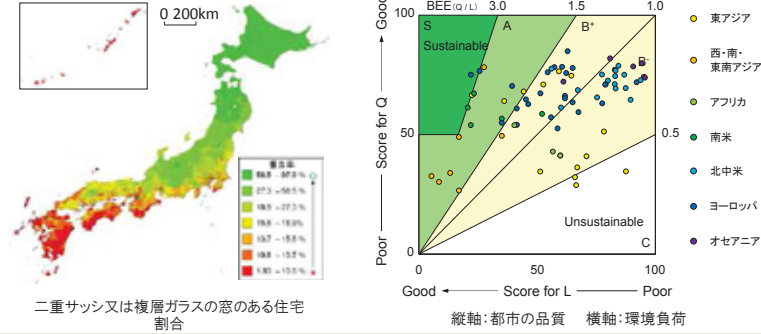 0 200km
普及率
二重サッシ又は複層ガラスの窓のある住宅
割合
BEE(Q / L) 3.0 1.5 1.0
Good
100
S
A
B+
B-
Sustainable
Score for Q
50
0.5
Unsustainable
Poor
0
C
0 50 100
Good Score for L Poor
縦軸:都市の品質 横軸:環境負荷
東アジア
西・南・
東南アジア
アフリカ
南米
北中米
ヨーロッパ
オセアニア